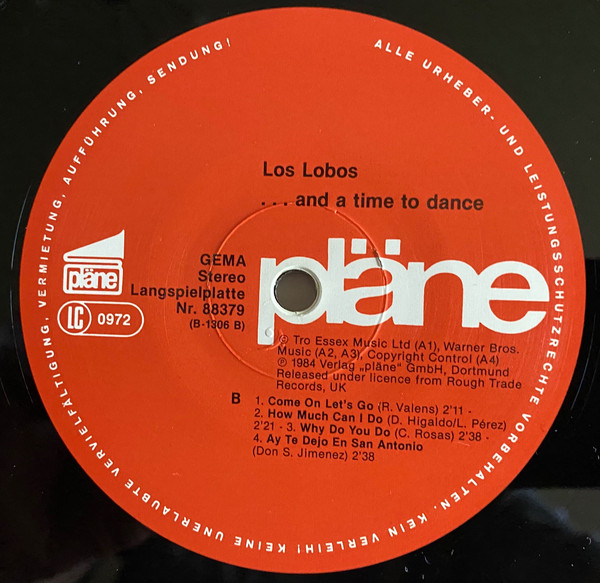 ALLE URHEBER- UND LEISTUNGSSCHUTZRECHTE VORBEHALTEN. KEIN VERLEIH! KEINE UNERLAUBTE VERVIELFÄLTIGUNG, VERMIETUNG, AUFFÜHRUNG, SENDUNG!
Los Lobos
. . . and a time to dance
pläne
LC 0972
GEMA
Stereo
Langspielplatte
Nr. 88379
(B-1306 B)
pläne
© Tro Essex Music Ltd (A1), Warner Bros.
Music (A2, A3), Copyright Control (A4)
℗ 1984 Verlag „pläne" GmbH, Dortmund
Released under licence from Rough Trade
Records, UK
B 1. Come On Let's Go (R. Valens) 2'11 ·
2. How Much Can I Do (D. Higaldo/L. Pérez)
2'21 · 3. Why Do You Do (C. Rosas) 2'38 ·
4. Ay Te Dejo En San Antonio
(Don S. Jimenez) 2'38